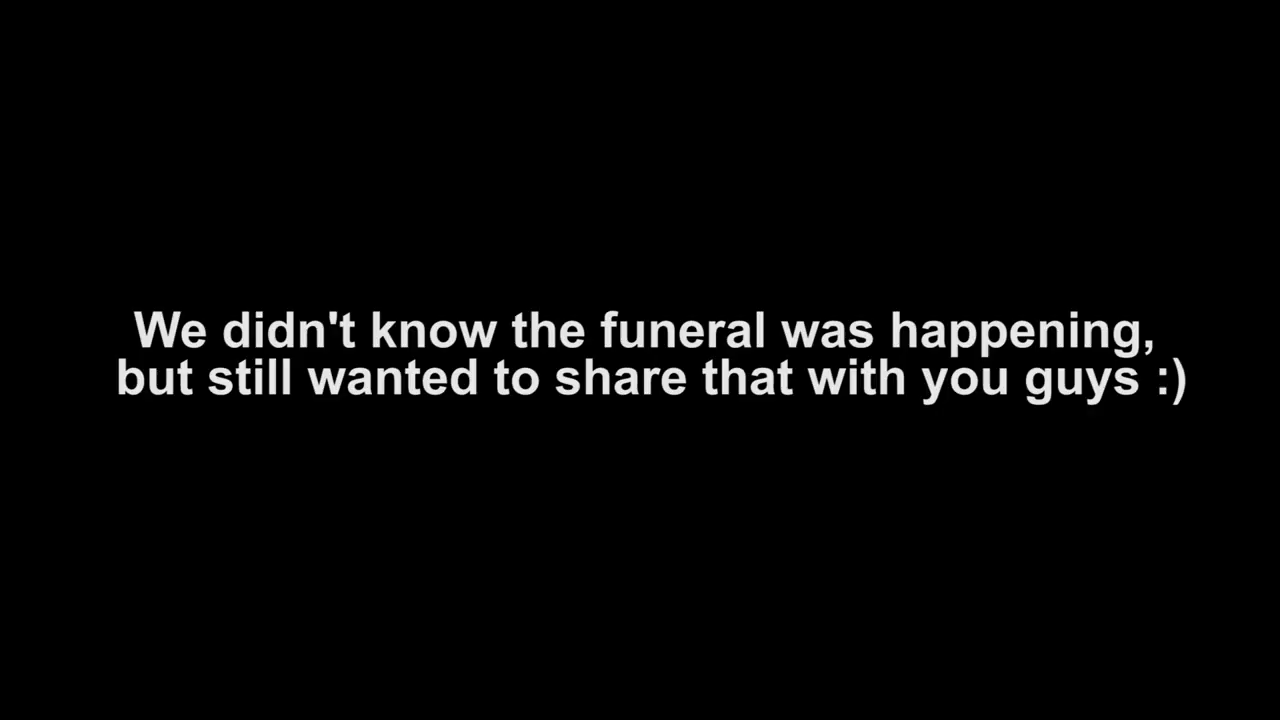 We didn't know the funeral was happening,
but still wanted to share that with you guys :)